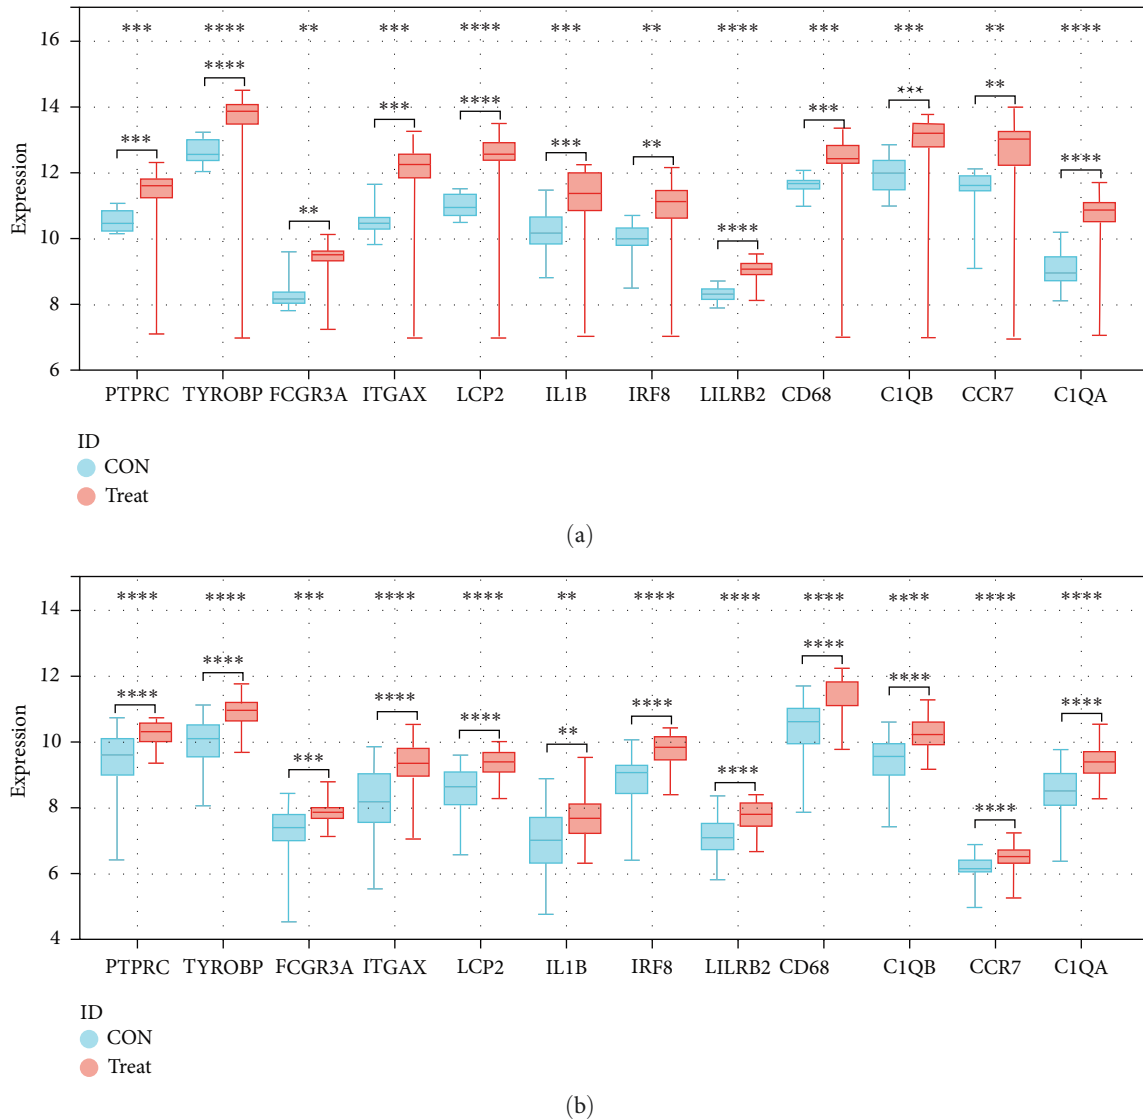 *** **** ** *** **** *** ** **** *** *** ** ****
16
14
12
10
8
6
Expression
****
*** **** *** ** *** *** **
*** *** ** ****
** ****
PTPRC TYROBP FCGR3A ITGAX LCP2 IL1B IRF8 LILRB2 CD68 C1QB CCR7 C1QA
ID
CON
Treat
(a)
**** **** *** **** **** ** **** **** **** **** **** ****
14
12
10
8
6
4
Expression
**** ****
**** **** **** **** ****
**** **
*** ****
****
PTPRC TYROBP FCGR3A ITGAX LCP2 IL1B IRF8 LILRB2 CD68 C1QB CCR7 C1QA
ID
CON
Treat
(b)